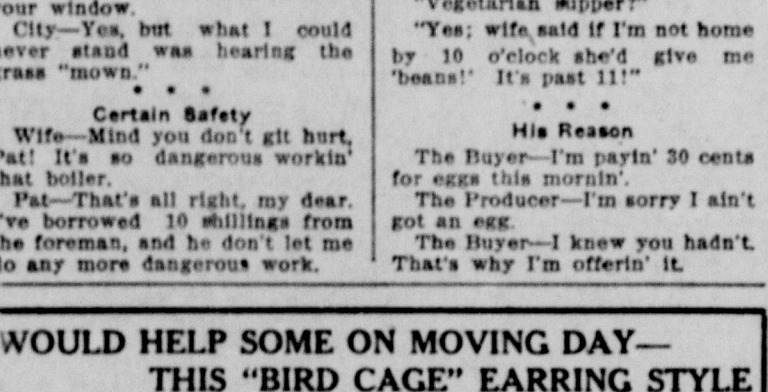 our window.
City—Yes, but what I could
never stand was hearing the
grass "mown."
Certain Safety
Wife—Mind you don't git hurt,
Pat! It's so dangerous workin'
that boiler.
Pat—That's all right, my dear.
I've borrowed 10 shillings from
the foreman, and he don't let me
do any more dangerous work.
"Vegetarian supper?"
"Yes; wife said if I'm not home
by 10 o'clock she'd give me
'beans!' It's past 11!"
His Reason
The Buyer—I'm payin' 30 cents
for eggs this mornin'.
The Producer—I'm sorry I ain't
got an egg.
The Buyer—I knew you hadn't.
That's why I'm offerin' it.
WOULD HELP SOME ON MOVING DAY—
THIS "BIRD CAGE" EARRING STYLE